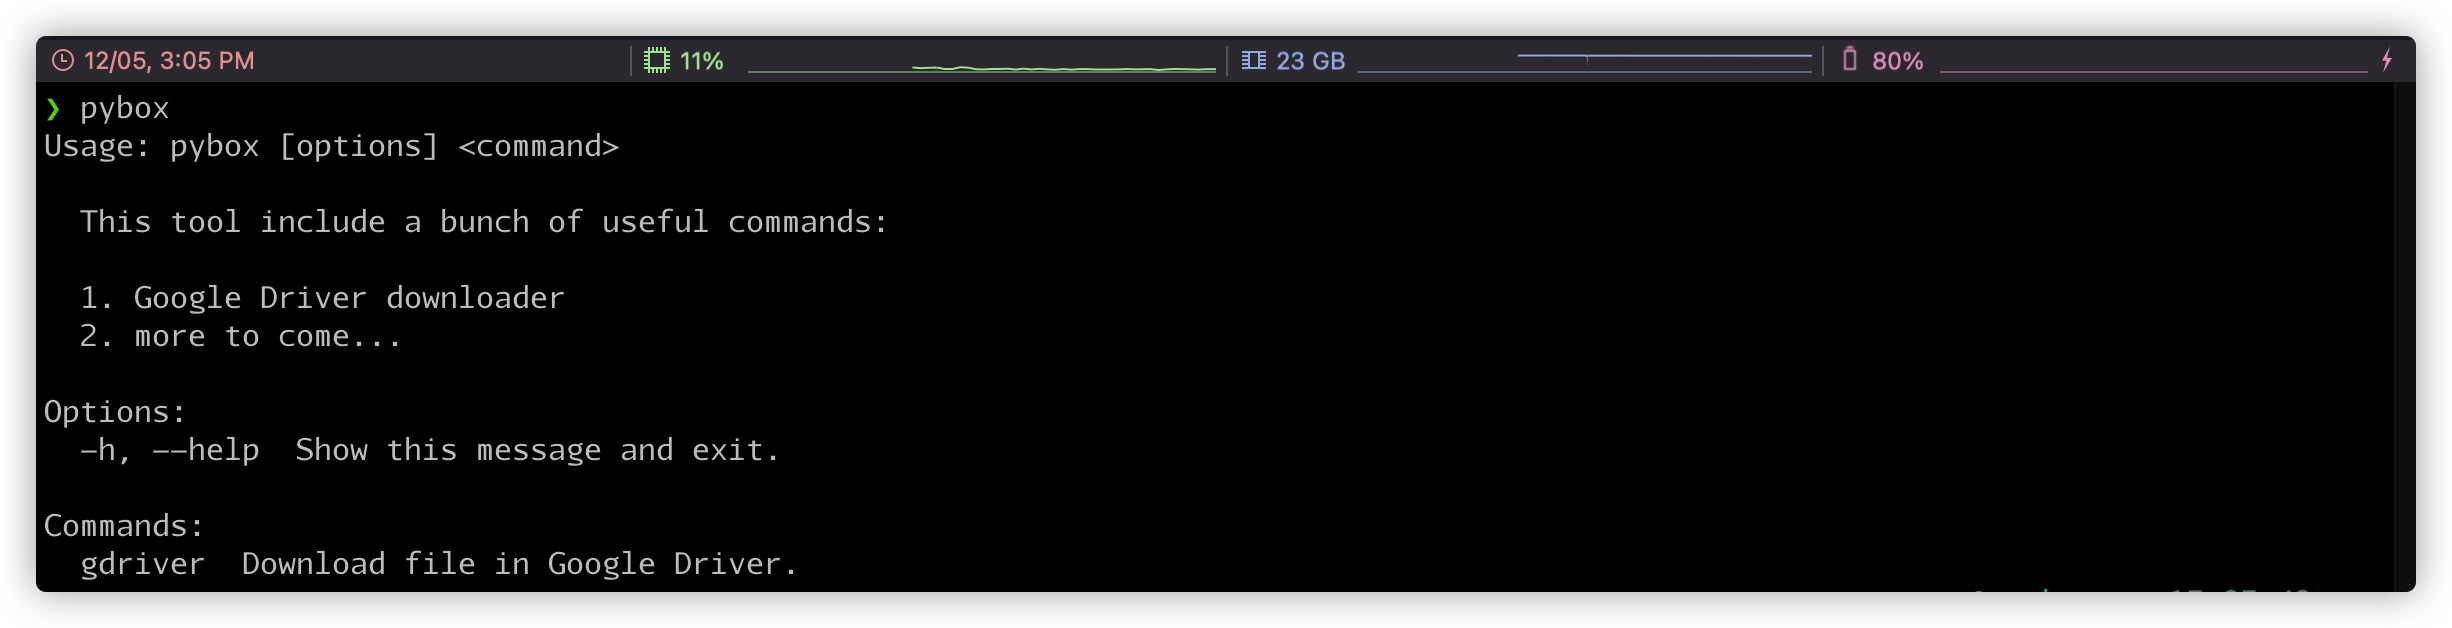 12/05, 3:05 PM 11% 23 GB 80%
❯ pybox
Usage: pybox [options] <command>
This tool include a bunch of useful commands:
1. Google Driver downloader
2. more to come...
Options:
-h, --help  Show this message and exit.
Commands:
gdriver  Download file in Google Driver.